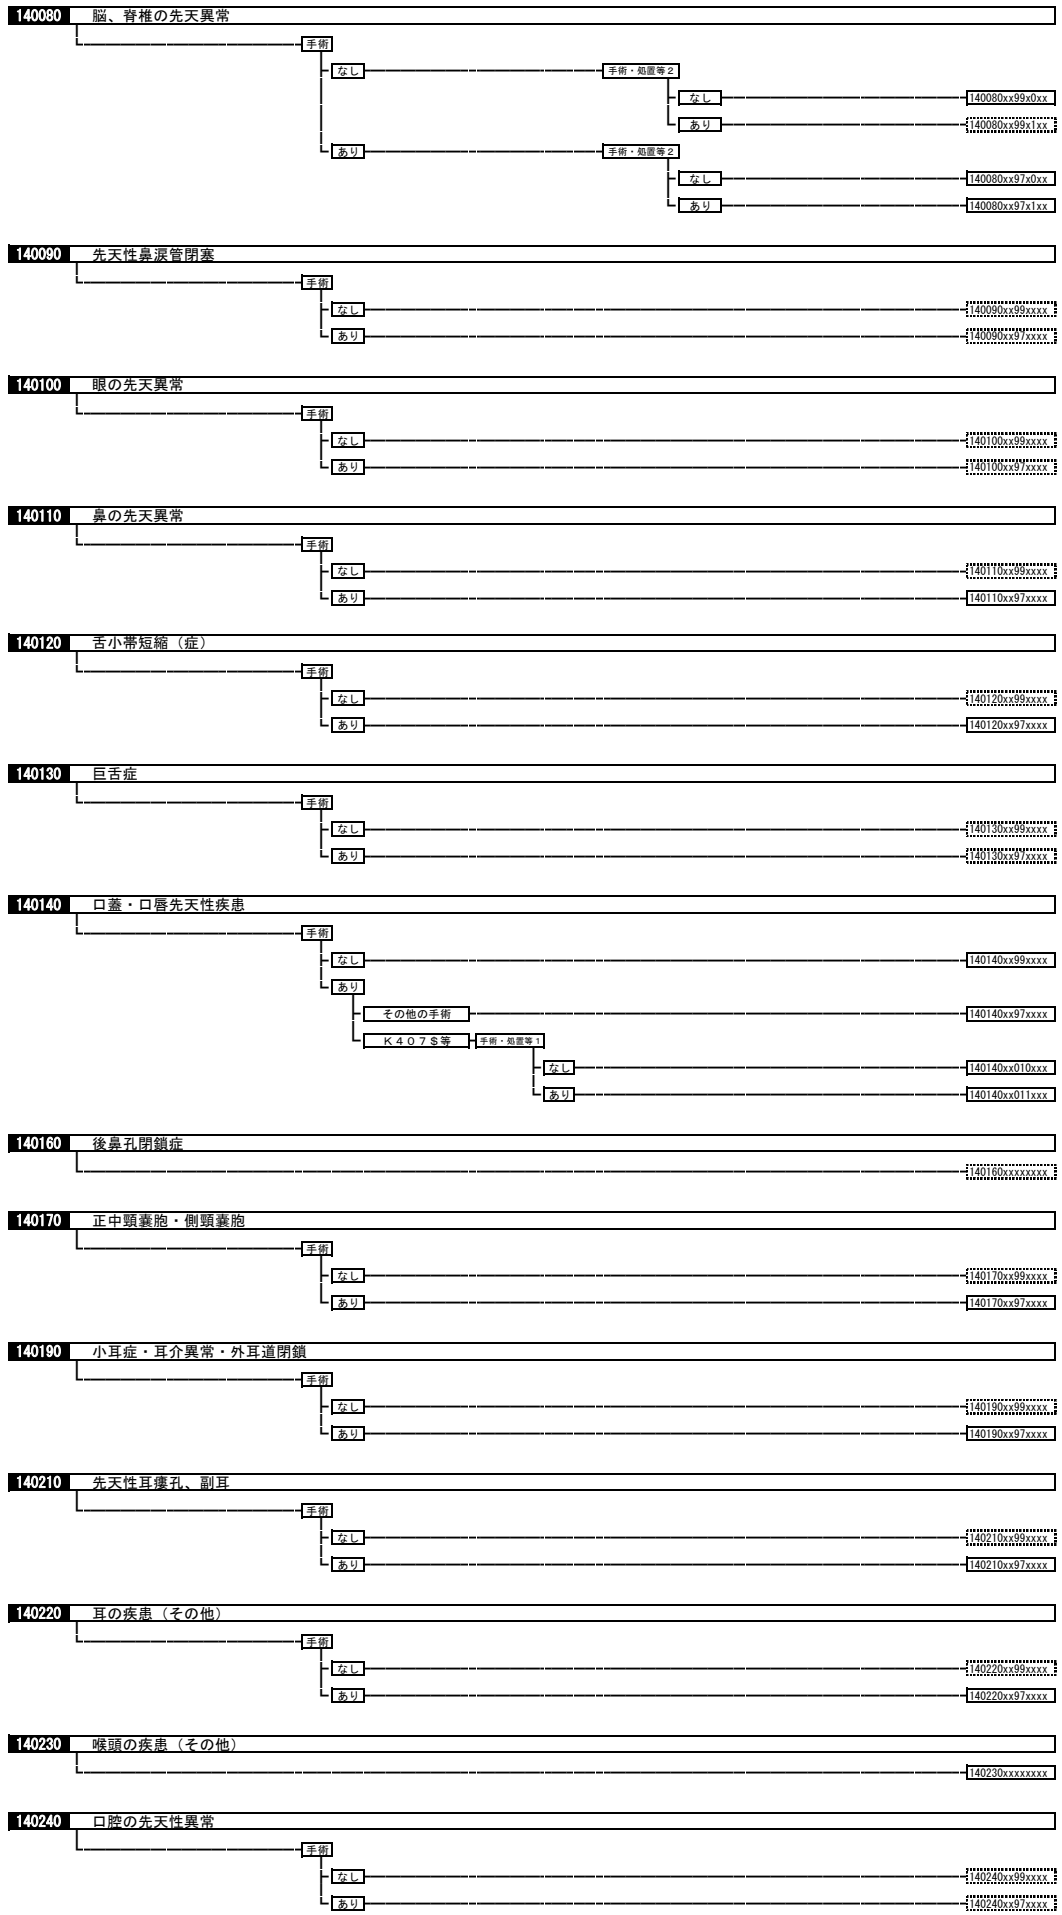 140080 脳、脊椎の先天異常
手術
なし 手術・処置等２
なし 140080xx99x0xx
あり 140080xx99x1xx
あり 手術・処置等２
なし 140080xx97x0xx
あり 140080xx97x1xx
140090 先天性鼻涙管閉塞
手術
なし 140090xx99xxxx
あり 140090xx97xxxx
140100 眼の先天異常
手術
なし 140100xx99xxxx
あり 140100xx97xxxx
140110 鼻の先天異常
手術
なし 140110xx99xxxx
あり 140110xx97xxxx
140120 舌小帯短縮（症）
手術
なし 140120xx99xxxx
あり 140120xx97xxxx
140130 巨舌症
手術
なし 140130xx99xxxx
あり 140130xx97xxxx
140140 口蓋・口唇先天性疾患
手術
なし 140140xx99xxxx
あり
その他の手術 140140xx97xxxx
Ｋ４０７＄等 手術・処置等１
なし 140140xx010xxx
あり 140140xx011xxx
140160 後鼻孔閉鎖症
140160xxxxxxxx
140170 正中頸嚢胞・側頸嚢胞
手術
なし 140170xx99xxxx
あり 140170xx97xxxx
140190 小耳症・耳介異常・外耳道閉鎖
手術
なし 140190xx99xxxx
あり 140190xx97xxxx
140210 先天性耳瘻孔、副耳
手術
なし 140210xx99xxxx
あり 140210xx97xxxx
140220 耳の疾患（その他）
手術
なし 140220xx99xxxx
あり 140220xx97xxxx
140230 喉頭の疾患（その他）
140230xxxxxxxx
140240 口腔の先天性異常
手術
なし 140240xx99xxxx
あり 140240xx97xxxx